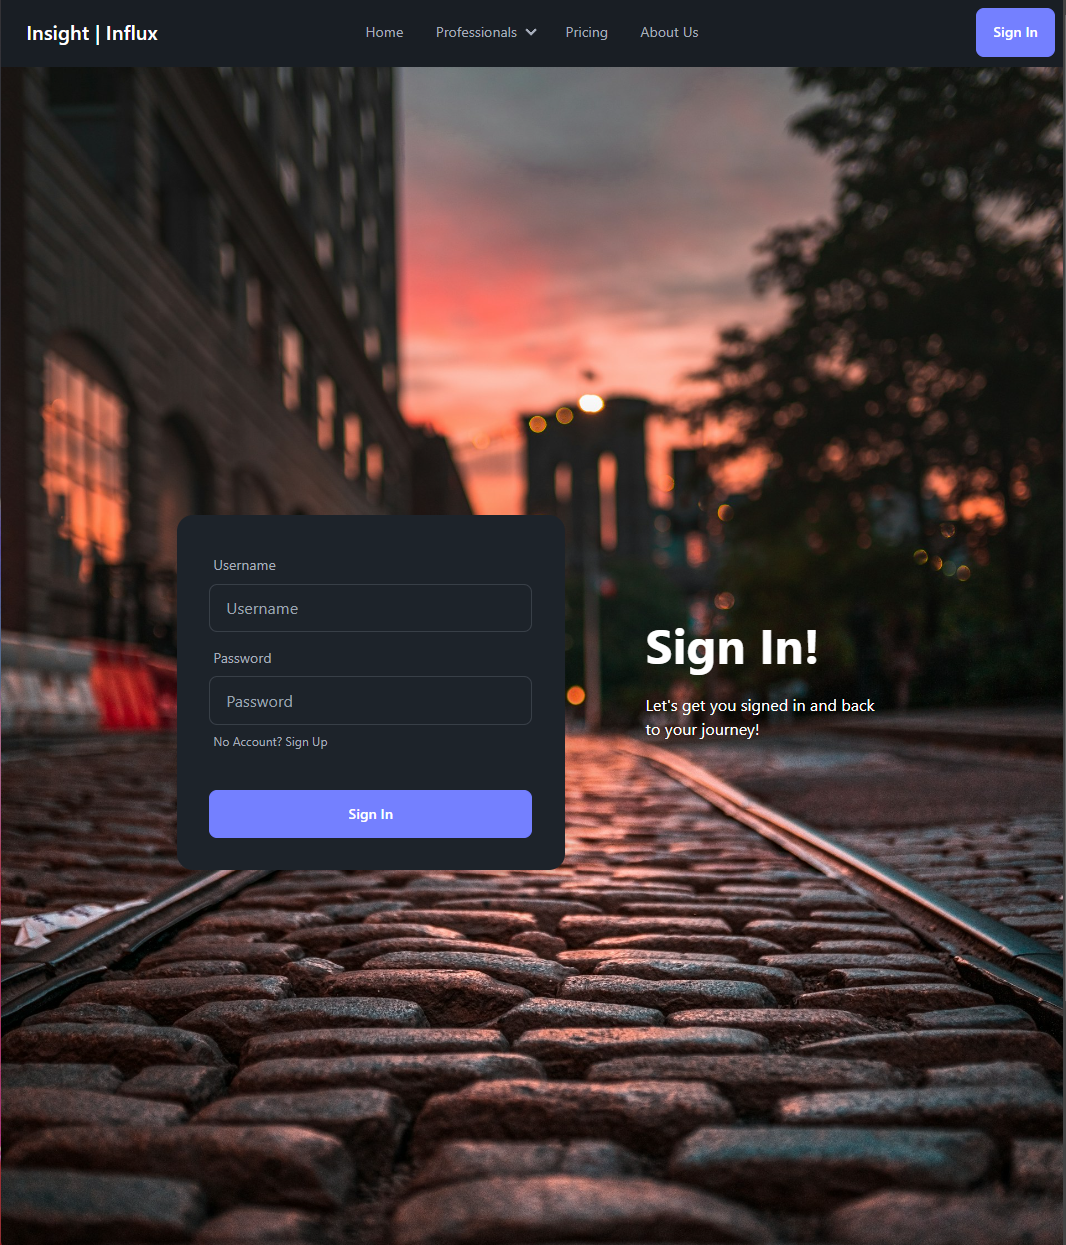 Insight | Influx
Home
Professionals
Pricing
About Us
Sign In
Username
Username
Password
Password
No Account? Sign Up
Sign In
Sign In!
Let's get you signed in and back
to your journey!